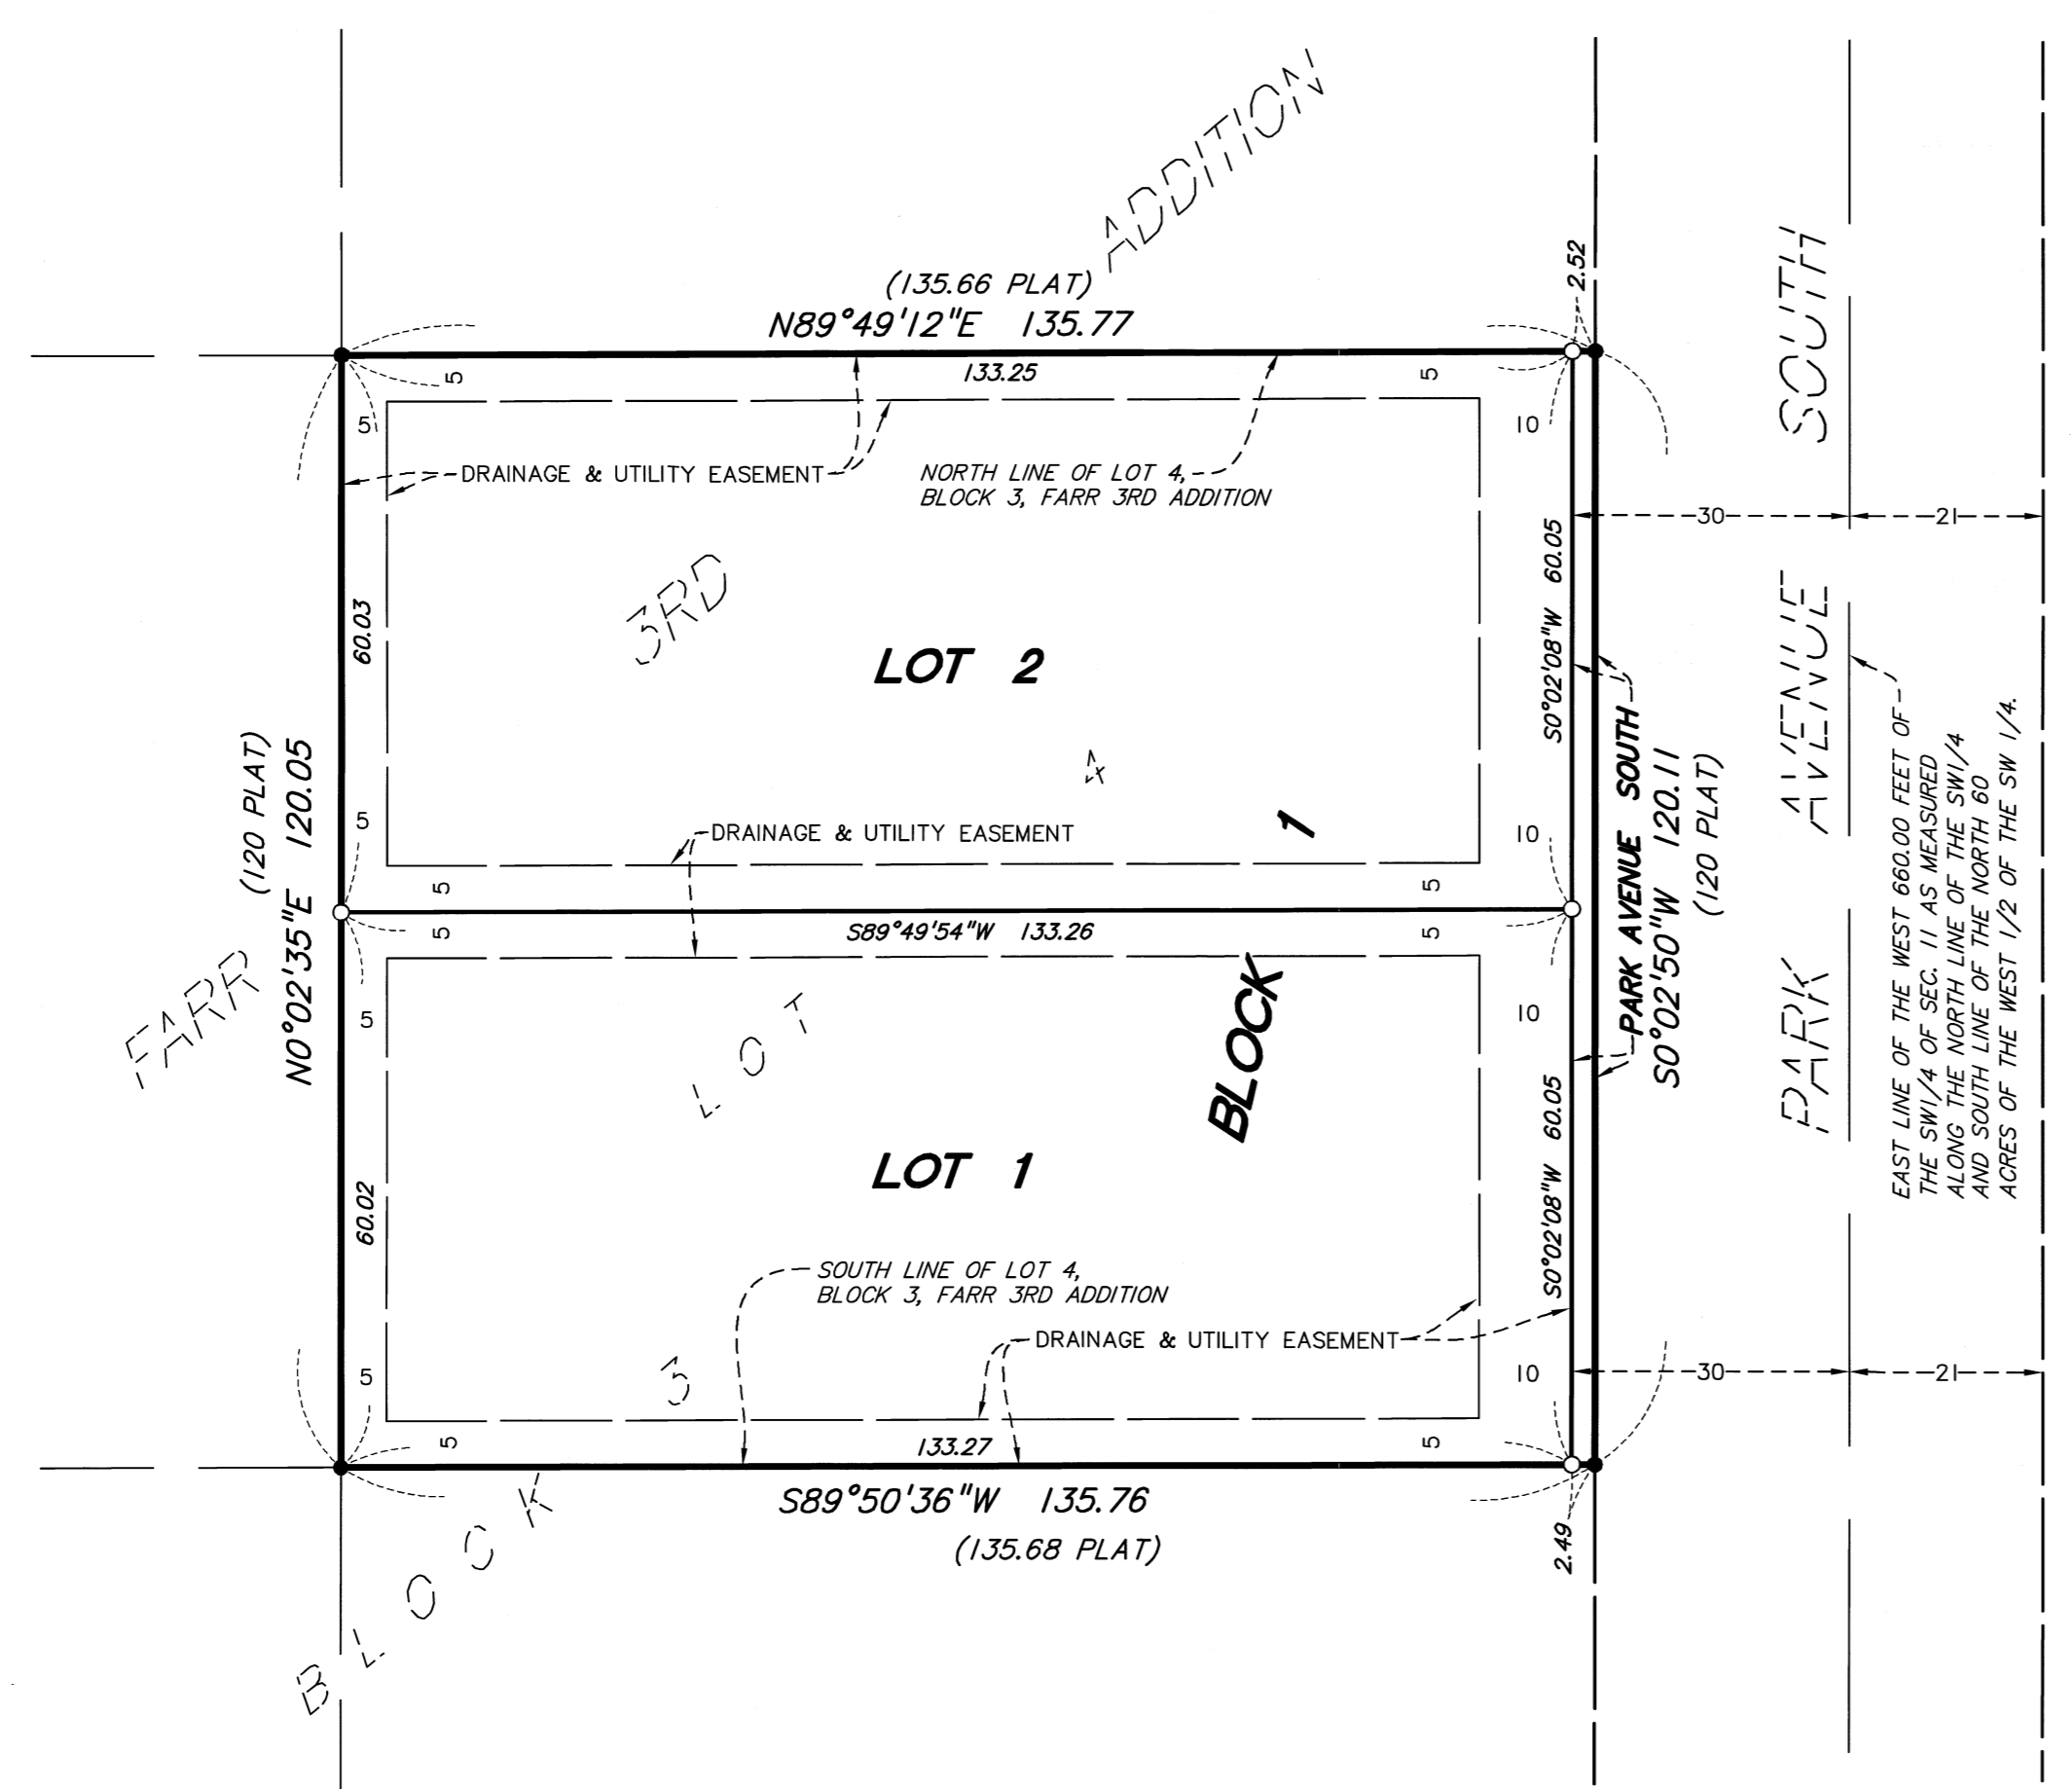 ADDITION
(135.66 PLAT)
N89°49'12"E 135.77
2.52
133.25
5
5
5
10
DRAINAGE & UTILITY EASEMENT
NORTH LINE OF LOT 4,
BLOCK 3, FARR 3RD ADDITION
30
21
3RD
60.03
S0°02'08"W 60.05
LOT 2
4
1
(120 PLAT)
N0°02'35"E 120.05
5
DRAINAGE & UTILITY EASEMENT
10
5
5
S89°49'54"W 133.26
5
5
PARK AVENUE SOUTH
S0°02'50"W 120.11
(120 PLAT)
PARK AVENUE SOUTH
EAST LINE OF THE WEST 660.00 FEET OF
THE SW1/4 OF SEC. 11 AS MEASURED
ALONG THE NORTH LINE OF THE SW1/4
AND SOUTH LINE OF THE NORTH 60
ACRES OF THE WEST 1/2 OF THE SW 1/4.
FARR
5
10
LOT
BLOCK
LOT 1
60.02
S0°02'08"W 60.05
SOUTH LINE OF LOT 4,
BLOCK 3, FARR 3RD ADDITION
DRAINAGE & UTILITY EASEMENT
3
5
10
30
21
5
133.27
5
S89°50'36"W 135.76
(135.68 PLAT)
2.49
BLOCK